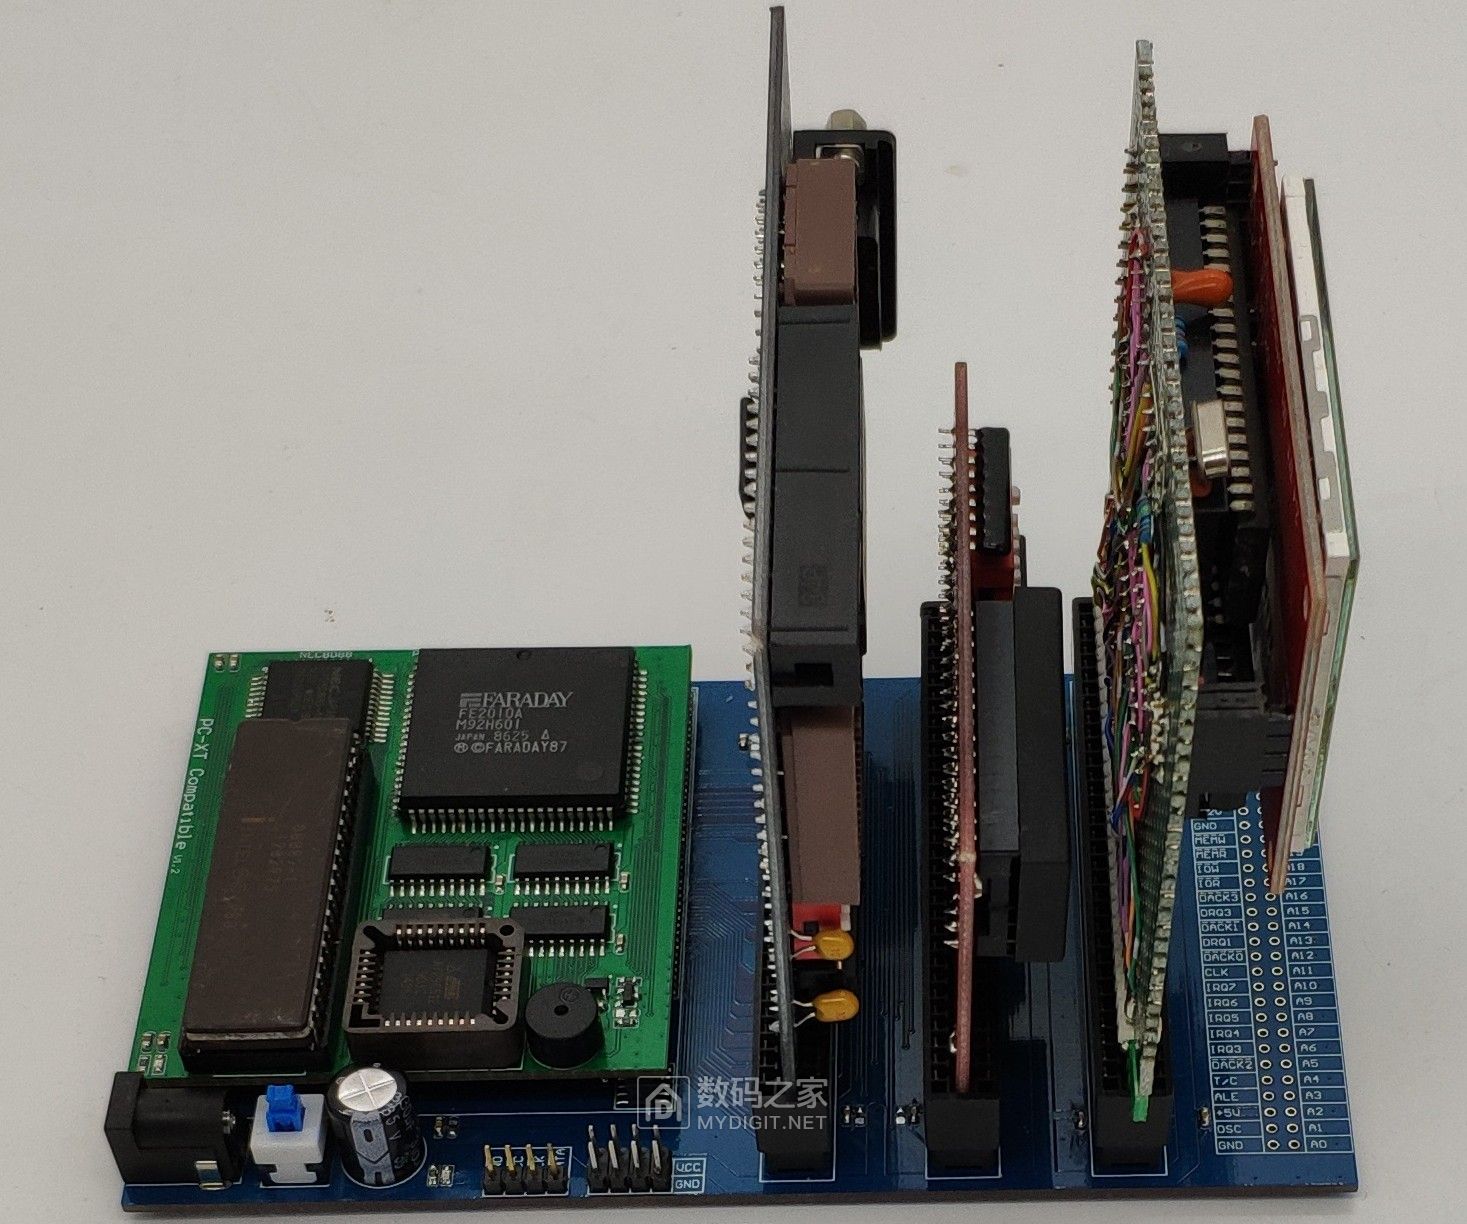 NEC8088
PC-XT Compatible v1.2
FARADAY
FE2010A
M92H601
JAPAN 8625 Δ
Ⓜ ©FARADAY87
GND
MEMW
MEMR
IOW A18
IOR A17
DACK3 A16
DRQ3 A15
DACK1 A14
DRQ1 A13
DACK0 A12
CLK A11
IRQ7 A10
IRQ6 A9
IRQ5 A8
IRQ4 A7
IRQ3 A6
DACK2 A5
T/C A4
ALE A3
+5V A2
OSC A1
GND A0
数码之家
MYDIGIT.NET
VCC
GND